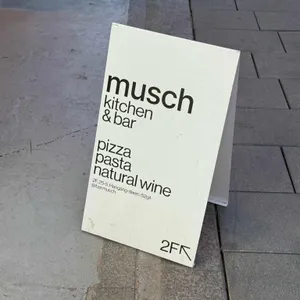 musch
kitchen
& bar
pizza
pasta
natural wine
2F↖